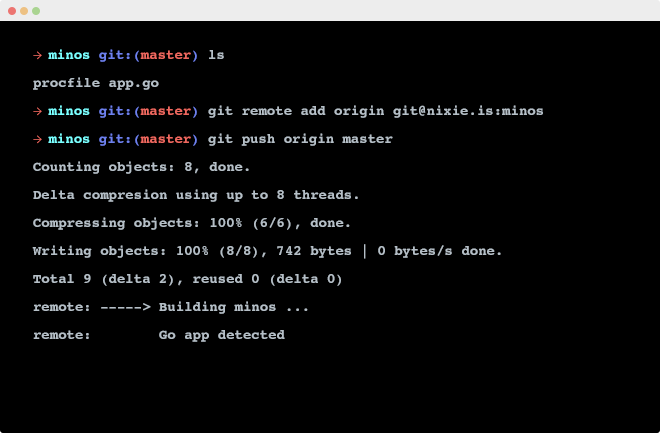 → minos git:(master) ls
procfile app.go
→ minos git:(master) git remote add origin git@nixie.is:minos
→ minos git:(master) git push origin master
Counting objects: 8, done.
Delta compresion using up to 8 threads.
Compressing objects: 100% (6/6), done.
Writing objects: 100% (8/8), 742 bytes | 0 bytes/s done.
Total 9 (delta 2), reused 0 (delta 0)
remote: -----> Building minos ...
remote:        Go app detected